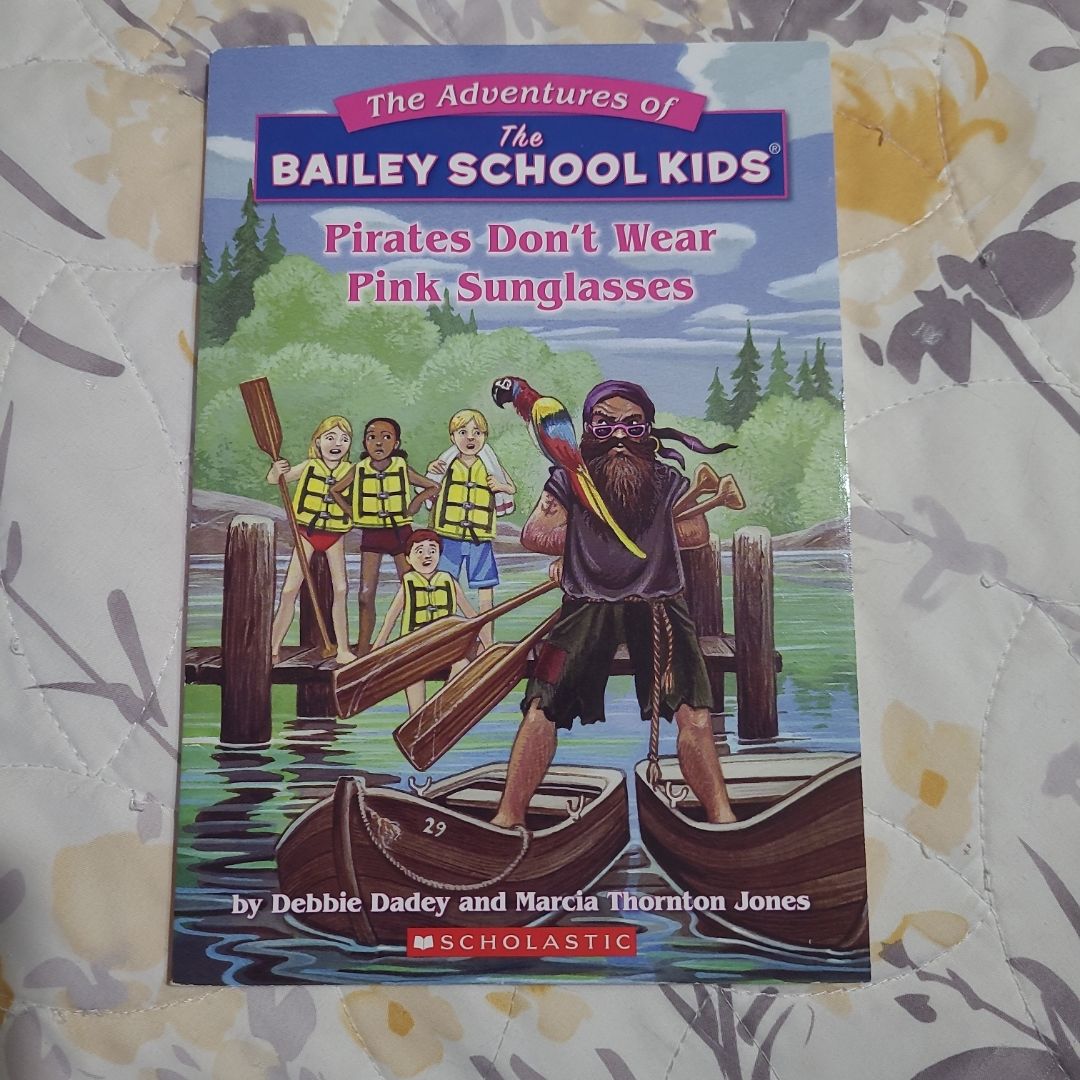 The Adventures of
The
BAILEY SCHOOL KIDS®
Pirates Don't Wear
Pink Sunglasses
29
by Debbie Dadey and Marcia Thornton Jones
SCHOLASTIC